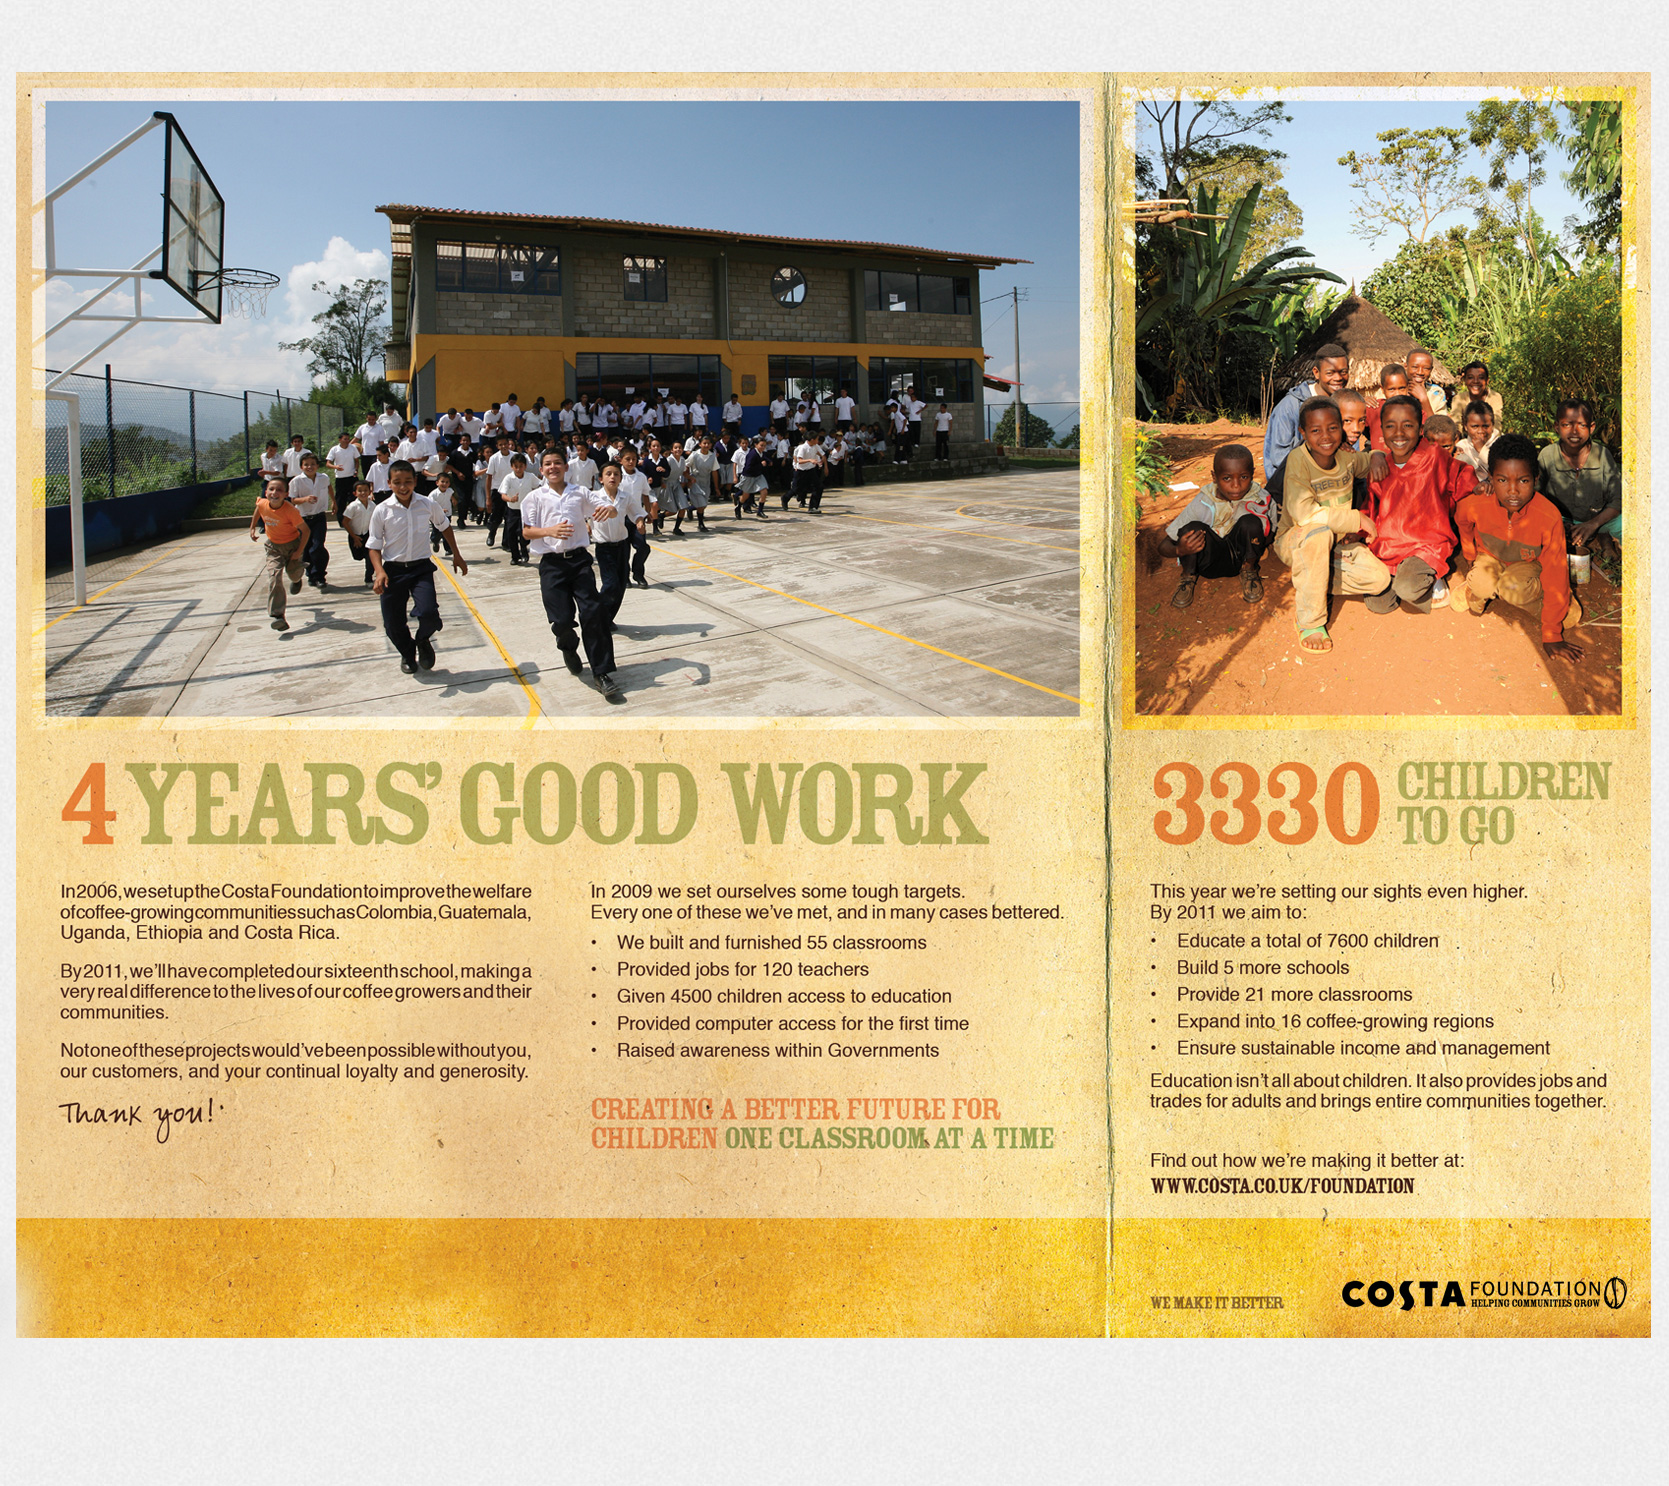 4 YEARS' GOOD WORK
In 2006, we set up the Costa Foundation to improve the welfare
of coffee-growing communities such as Colombia, Guatemala,
Uganda, Ethiopia and Costa Rica.
By 2011, we'll have completed our sixteenth school, making a
very real difference to the lives of our coffee growers and their
communities.
Not one of these projects would've been possible without you,
our customers, and your continual loyalty and generosity.
Thank you!
In 2009 we set ourselves some tough targets.
Every one of these we've met, and in many cases bettered.
• We built and furnished 55 classrooms
• Provided jobs for 120 teachers
• Given 4500 children access to education
• Provided computer access for the first time
• Raised awareness within Governments
CREATING A BETTER FUTURE FOR
CHILDREN ONE CLASSROOM AT A TIME
3330 CHILDREN
TO GO
This year we're setting our sights even higher.
By 2011 we aim to:
• Educate a total of 7600 children
• Build 5 more schools
• Provide 21 more classrooms
• Expand into 16 coffee-growing regions
• Ensure sustainable income and management
Education isn't all about children. It also provides jobs and
trades for adults and brings entire communities together.
Find out how we're making it better at:
WWW.COSTA.CO.UK/FOUNDATION
WE MAKE IT BETTER
COSTA FOUNDATION
HELPING COMMUNITIES GROW